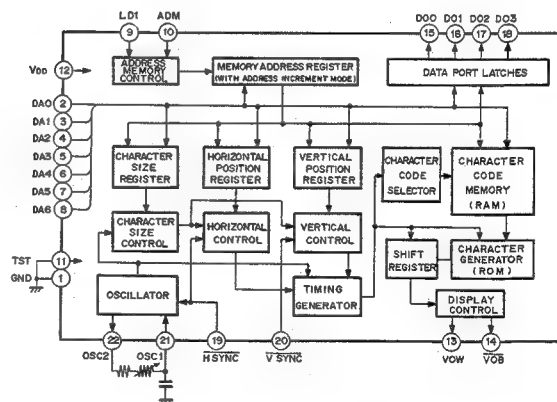 LDI ADM DO0 DO1 DO2 DO3
9 10 15 16 17 18
VDD 12
ADDRESS MEMORY CONTROL
MEMORY ADDRESS REGISTER
(WITH ADDRESS INCREMENT MODE)
DATA PORT LATCHES
DA0 2
DA1 3
DA2 4
DA3 5
DA4 6
DA5 7
DA6 8
CHARACTER SIZE REGISTER
HORIZONTAL POSITION REGISTER
VERTICAL POSITION REGISTER
CHARACTER CODE SELECTOR
CHARACTER CODE MEMORY (RAM)
CHARACTER SIZE CONTROL
HORIZONTAL CONTROL
VERTICAL CONTROL
TST 11
GND 1
SHIFT REGISTER
CHARACTER GENERATOR (ROM)
OSCILLATOR
TIMING GENERATOR
DISPLAY CONTROL
22 21 19 20 13 14
OSC2 OSC1 HSYNC V SYNC VOW VOB